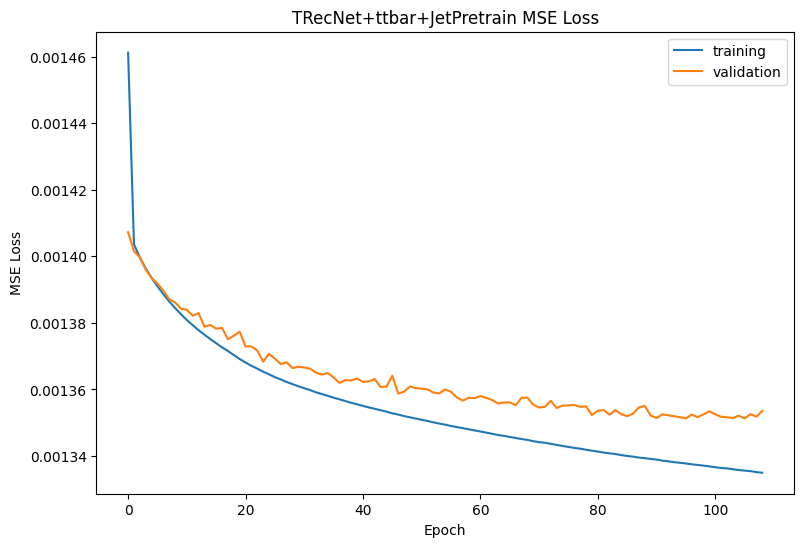 TRecNet+ttbar+JetPretrain MSE Loss
training
validation
MSE Loss
0.00146
0.00144
0.00142
0.00140
0.00138
0.00136
0.00134
0
20
40
60
80
100
Epoch